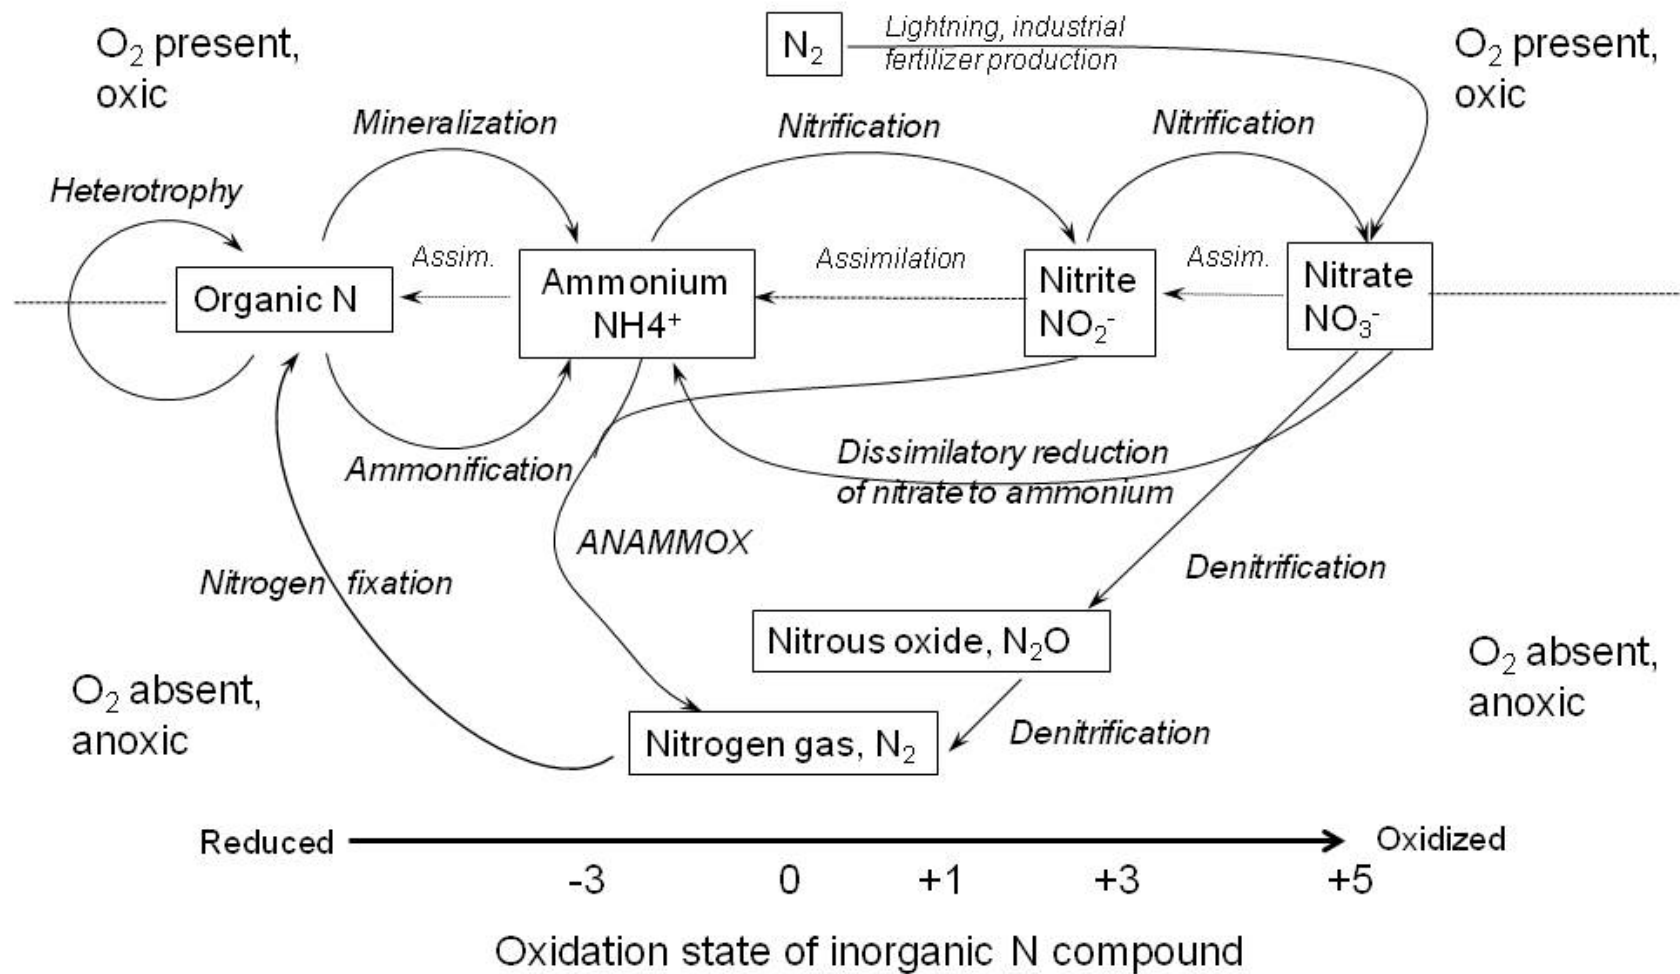 O₂ present,
oxic
N₂
Lightning, industrial
fertilizer production
O₂ present,
oxic
Mineralization
Nitrification
Nitrification
Heterotrophy
Assim.
Assimilation
Assim.
Organic N
Ammonium
NH4⁺
Nitrite
NO₂⁻
Nitrate
NO₃⁻
Ammonification
Dissimilatory reduction
of nitrate to ammonium
ANAMMOX
Nitrogen fixation
Denitrification
Nitrous oxide, N₂O
O₂ absent,
anoxic
O₂ absent,
anoxic
Nitrogen gas, N₂
Denitrification
Reduced
Oxidized
-3 0 +1 +3 +5
Oxidation state of inorganic N compound